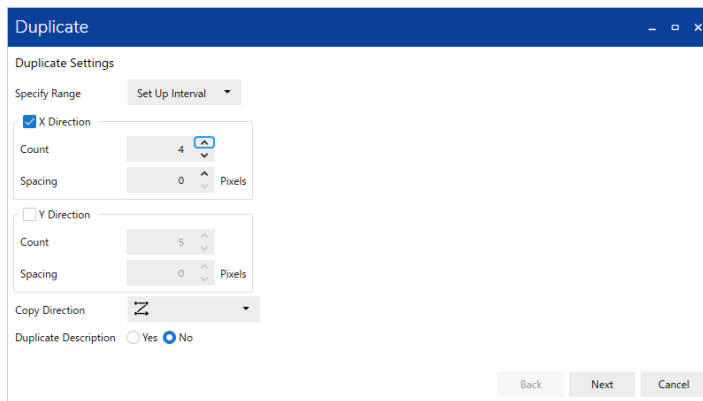 Duplicate
Duplicate Settings
Specify Range Set Up Interval
X Direction
Count 4
Spacing 0 Pixels
Y Direction
Count 5
Spacing 0 Pixels
Copy Direction
Duplicate Description Yes No
Back Next Cancel